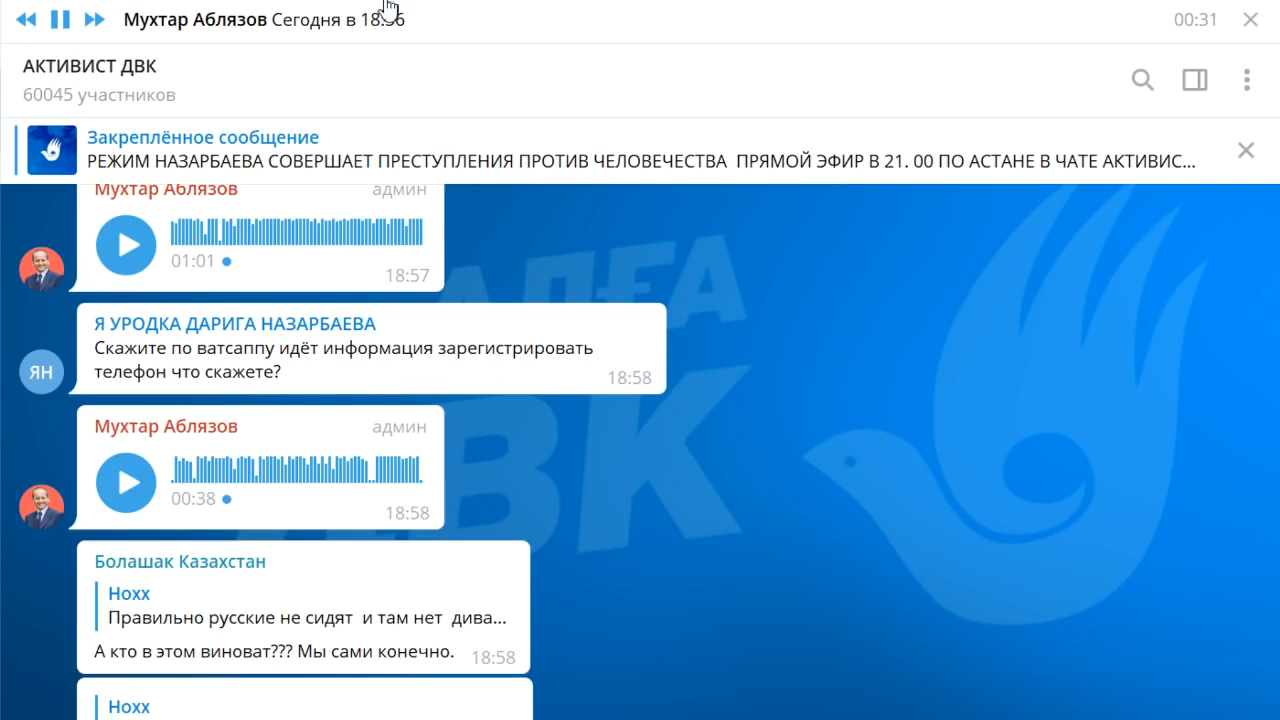 Мухтар Аблязов Сегодня в 18:56
00:31
АКТИВИСТ ДВК
60045 участников
Закреплённое сообщение
РЕЖИМ НАЗАРБАЕВА СОВЕРШАЕТ ПРЕСТУПЛЕНИЯ ПРОТИВ ЧЕЛОВЕЧЕСТВА ПРЯМОЙ ЭФИР В 21. 00 ПО АСТАНЕ В ЧАТЕ АКТИВИС...
Мухтар Аблязов админ
01:01
18:57
АЛҒА
ДВК
Я УРОДКА ДАРИГА НАЗАРБАЕВА
Скажите по ватсаппу идёт информация зарегистрировать
телефон что скажете?
18:58
ЯН
Мухтар Аблязов админ
00:38
18:58
Болашак Казахстан
Hoxx
Правильно русские не сидят и там нет дива...
А кто в этом виноват??? Мы сами конечно.
18:58
Hoxx